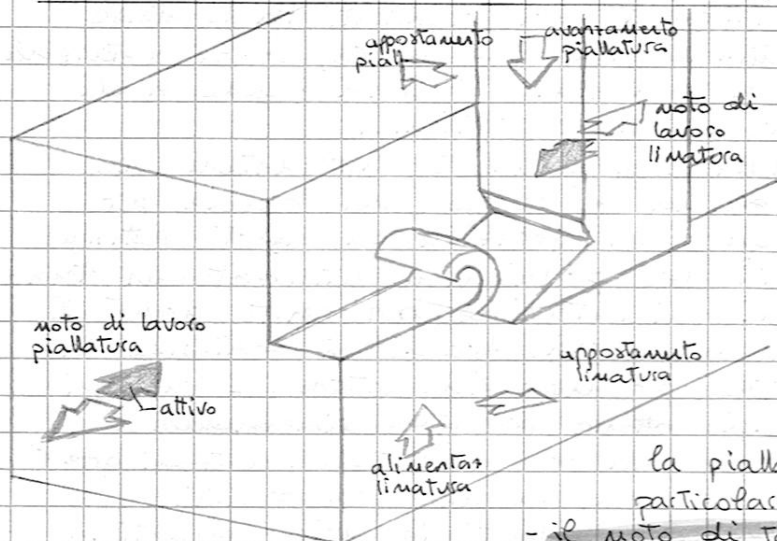 appostamento
piall
avanzamento
piallatura
moto di
lavoro
limatura
moto di lavoro
piallatura
attivo
appostamento
limatura
alimentaz
limatura
la pialla
particolar
- il moto di